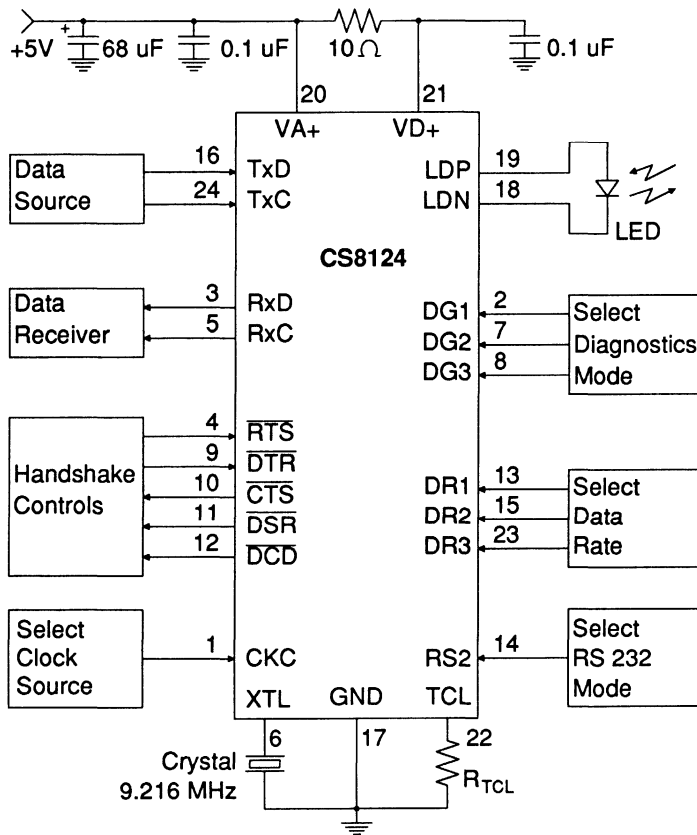 +5V
+
68 uF
0.1 uF
10Ω
0.1 uF
20
21
VA+
VD+
Data
Source
16
TxD
24
TxC
LDP
19
LDN
18
LED
CS8124
Data
Receiver
3
RxD
5
RxC
DG1
2
DG2
7
DG3
8
Select
Diagnostics
Mode
Handshake
Controls
4
RTS
9
DTR
10
CTS
11
DSR
12
DCD
DR1
13
DR2
15
DR3
23
Select
Data
Rate
Select
Clock
Source
1
CKC
RS2
14
Select
RS 232
Mode
XTL
GND
TCL
6
17
22
Crystal
9.216 MHz
RTCL